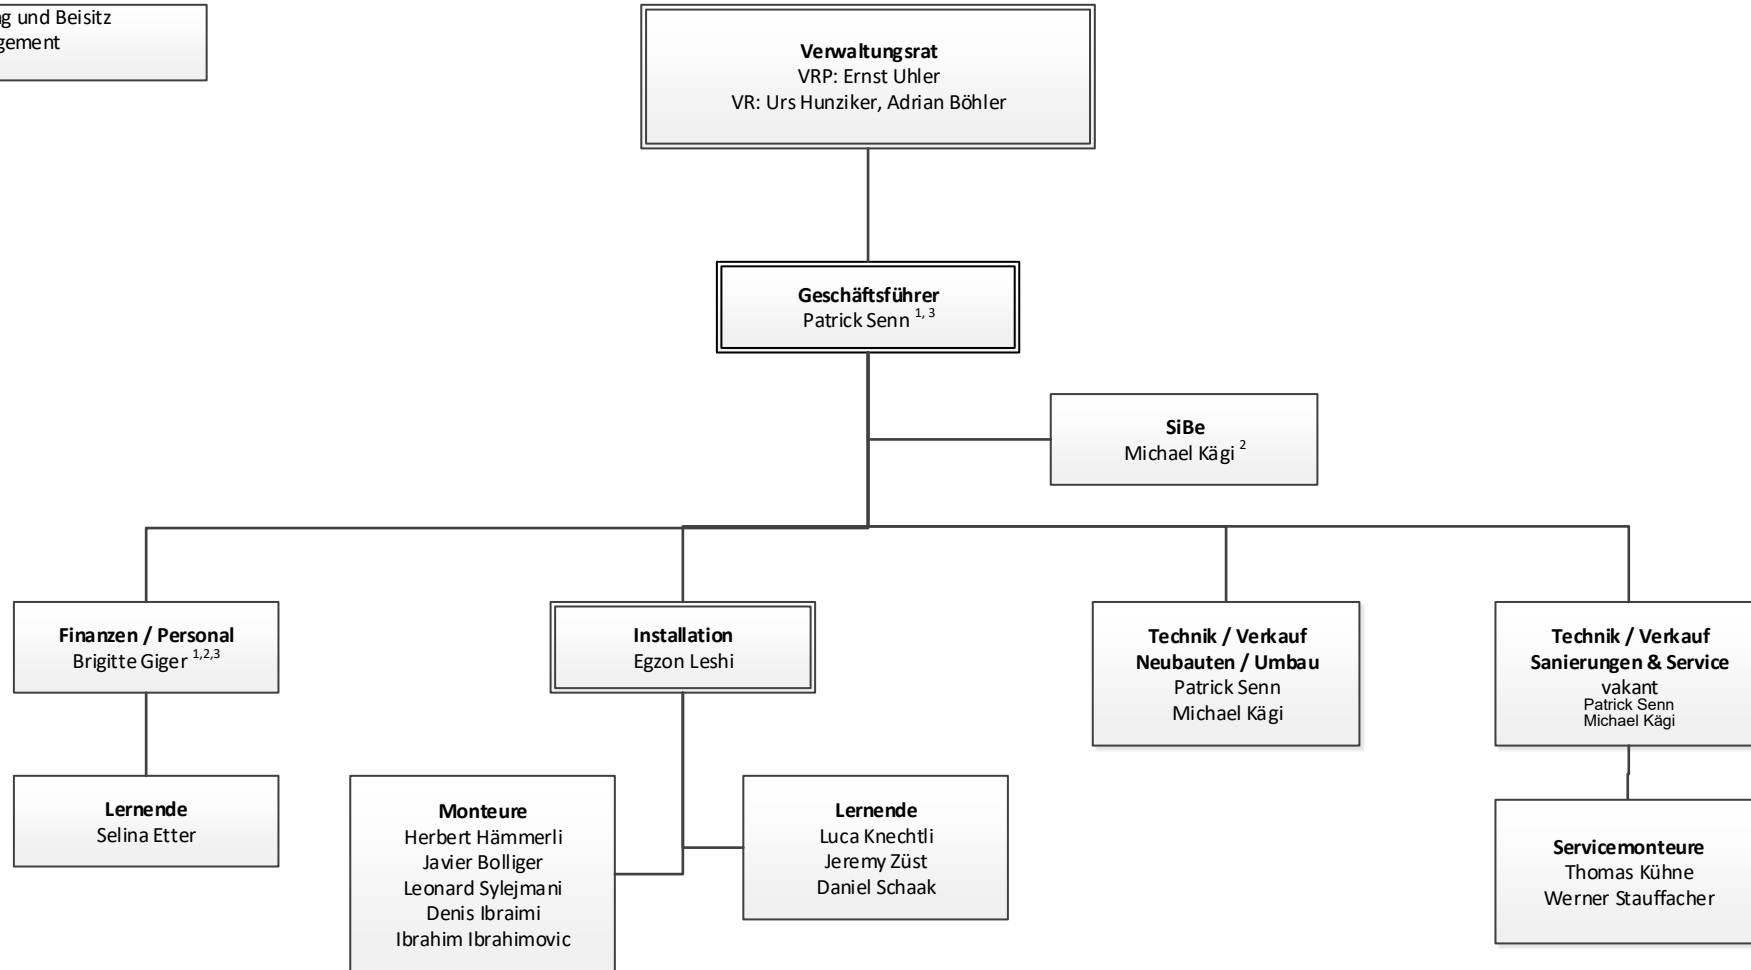 und Beisitz
Verwaltungsrat
VRP: Ernst Uhler
VR: Urs Hunziker, Adrian Böhler
Geschäftsführer
Patrick Senn 1, 3
SiBe
Michael Kägi 2
Finanzen / Personal
Brigitte Giger 1,2,3
Installation
Egzon Leshi
Technik / Verkauf
Neubauten / Umbau
Patrick Senn
Michael Kägi
Technik / Verkauf
Sanierungen & Service
vakant
Patrick Senn
Michael Kägi
Lernende
Selina Etter
Monteure
Herbert Hämmerli
Javier Bolliger
Leonard Sylejmani
Denis Ibraimi
Ibrahim Ibrahimovic
Lernende
Luca Knechtli
Jeremy Züst
Daniel Schaak
Servicemonteure
Thomas Kühne
Werner Stauffacher